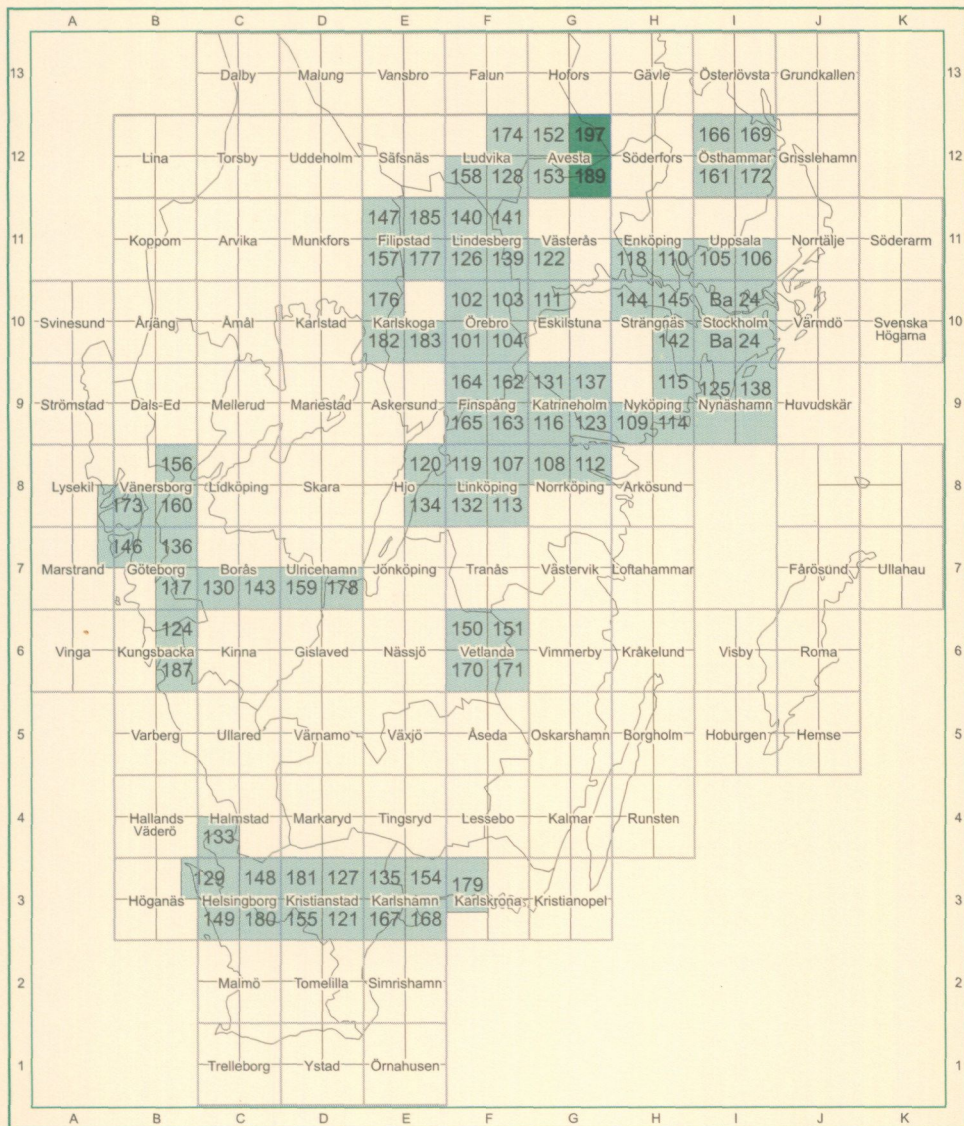 A B C D E F G H I J K
13 Dalby Malung Vansbro Falun Hofors Gävle Österlövsta Grundkallen 13
174 152 197 166 169
12 Lina Torsby Uddeholm Säfsnäs Ludvika Avesta Söderfors Östhammar Grisslehamn 12
158 128 153 189 161 172
147 185 140 141
11 Koppom Arvika Munkfors Filipstad Lindesberg Västerås Enköping Uppsala Norrtälje Söderarm 11
157 177 126 139 122 118 110 105 106
176 102 103 111 144 145 Ba 24
10 Svinesund Årjäng Åmål Karlstad Karlskoga Örebro Eskilstuna Strängnäs Stockholm Värmdö Svenska Högarna 10
182 183 101 104 142 Ba 24
164 162 131 137 115 125 138
9 Strömstad Dals-Ed Mellerud Mariestad Askersund Finspång Katrineholm Nyköping Nynäshamn Huvudskär 9
165 163 116 123 109 114
156 120 119 107 108 112
8 Lysekil Vänersborg Lidköping Skara Hjo Linköping Norrköping Arkösund 8
173 160 134 132 113
146 136
7 Marstrand Göteborg Borås Ulricehamn Jönköping Tranås Västervik Loftahammar Fårösund Ullahau 7
117 130 143 159 178
124 150 151
6 Vinga Kungsbacka Kinna Gislaved Nässjö Vetlanda Vimmerby Kråkelund Visby Roma 6
187 170 171
5 Varberg Ullared Värnamo Växjö Åseda Oskarshamn Borgholm Hoburgen Hemse 5
4 Hallands Väderö Halmstad Markaryd Tingsryd Lessebo Kalmar Runsten 4
133
129 148 181 127 135 154 179
3 Höganäs Helsingborg Kristianstad Karlshamn Karlskrona Kristianopel 3
149 180 155 121 167 168
2 Malmö Tomelilla Simrishamn 2
1 Trelleborg Ystad Örnahusen 1
A B C D E F G H I J K